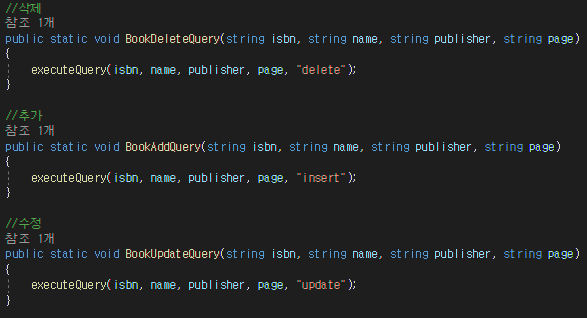 //삭제
참조 1개
public static void BookDeleteQuery(string isbn, string name, string publisher, string page)
{
executeQuery(isbn, name, publisher, page, "delete");
}
//추가
참조 1개
public static void BookAddQuery(string isbn, string name, string publisher, string page)
{
executeQuery(isbn, name, publisher, page, "insert");
}
//수정
참조 1개
public static void BookUpdateQuery(string isbn, string name, string publisher, string page)
{
executeQuery(isbn, name, publisher, page, "update");
}